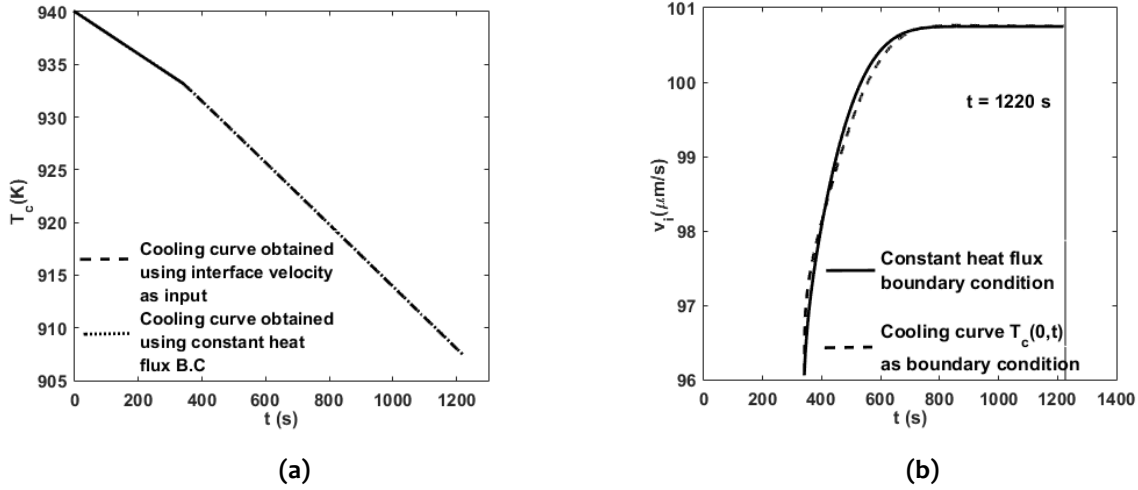 940
935
930
925
920
915
910
905
T_c(K)
Cooling curve obtained
using interface velocity
as input
Cooling curve obtained
using constant heat
flux B.C
0 200 400 600 800 1000 1200
t (s)
(a)
101
100
99
98
97
96
v_i(μm/s)
t = 1220 s
Constant heat flux
boundary condition
Cooling curve T_c(0,t)
as boundary condition
0 200 400 600 800 1000 1200 1400
t (s)
(b)